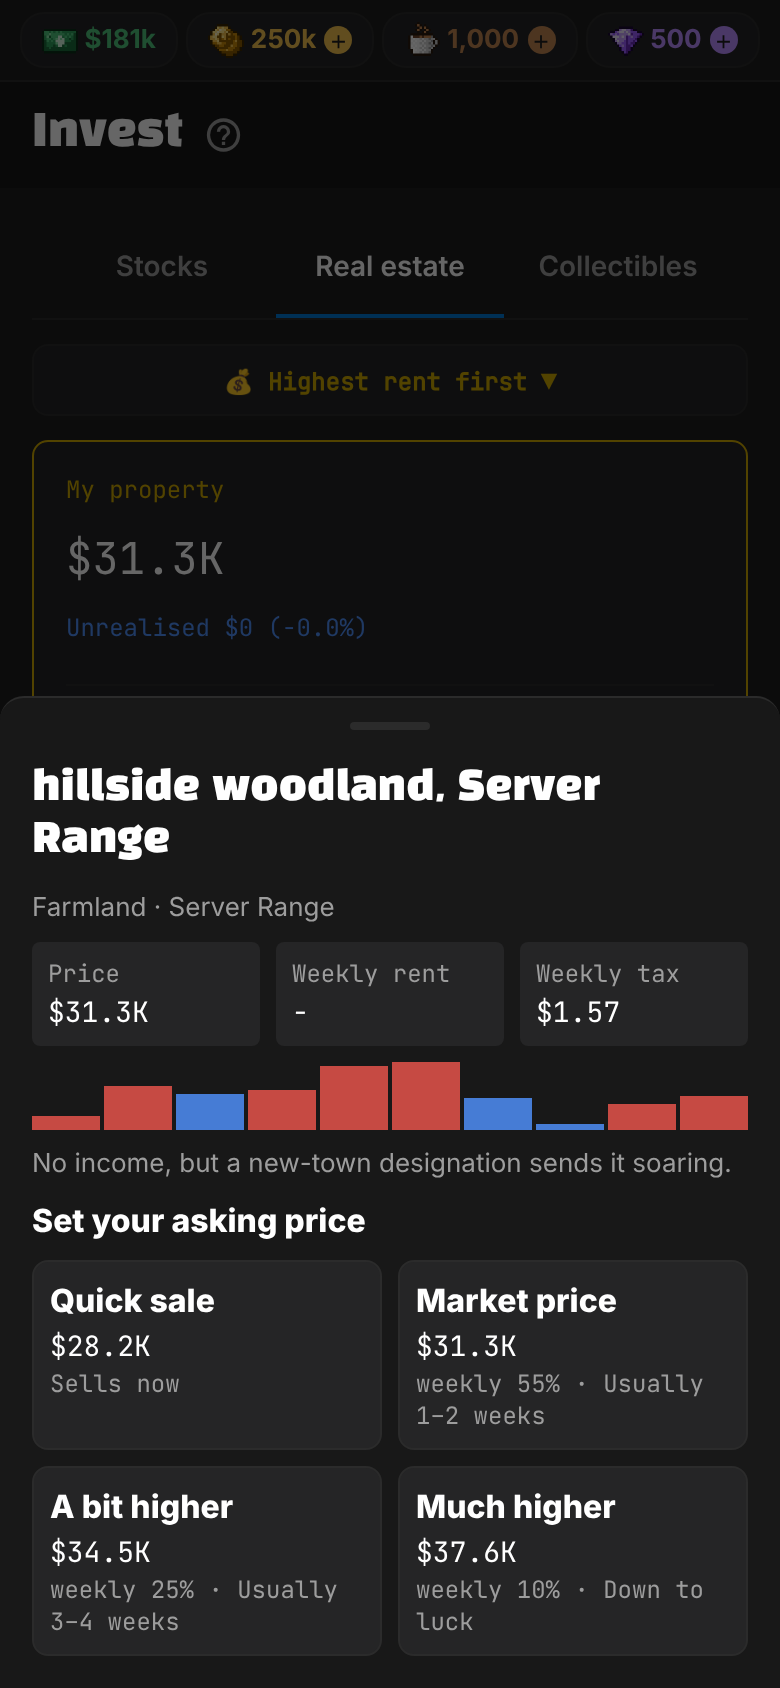 $181k 250k + 1,000 + 500 +
Invest ?
Stocks Real estate Collectibles
💰 Highest rent first ▼
My property
$31.3K
Unrealised $0 (-0.0%)
hillside woodland, Server
Range
Farmland · Server Range
Price Weekly rent Weekly tax
$31.3K - $1.57
No income, but a new-town designation sends it soaring.
Set your asking price
Quick sale
$28.2K
Sells now
Market price
$31.3K
weekly 55% · Usually
1–2 weeks
A bit higher
$34.5K
weekly 25% · Usually
3–4 weeks
Much higher
$37.6K
weekly 10% · Down to
luck